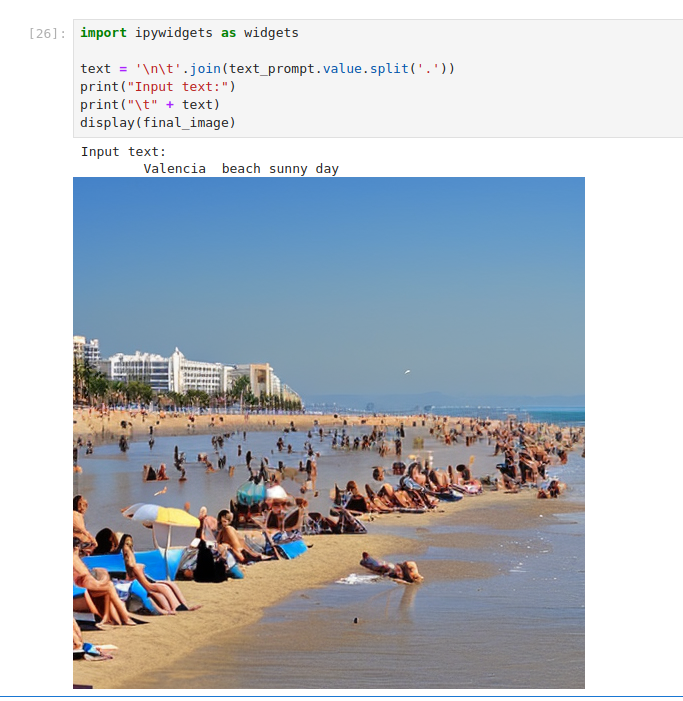 [26]: import ipywidgets as widgets
text = '\n\t'.join(text_prompt.value.split('.'))
print("Input text:")
print("\t" + text)
display(final_image)
Input text:
Valencia  beach sunny day